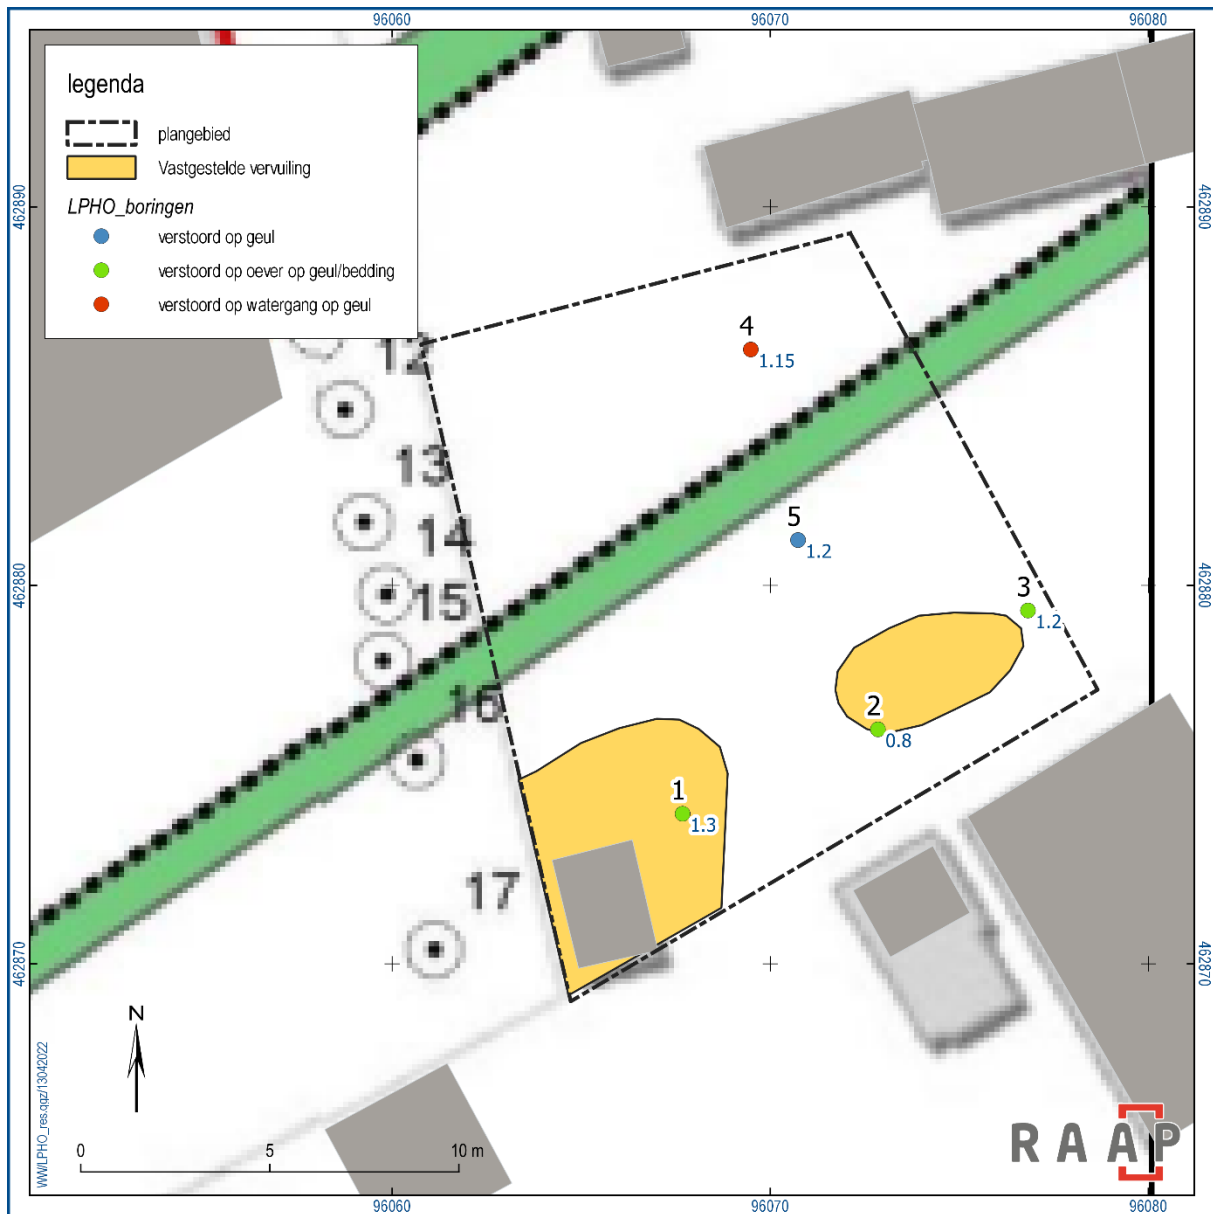 96060 96070 96080
legenda
plangebied
Vastgestelde vervuiling
LPHO_boringen
verstoord op geul
verstoord op oever op geul/bedding
verstoord op watergang op geul
462890
462890
12
4
1.15
13
14
5
1.2
462880
462880
15
3
1.2
16
2
0.8
1
1.3
17
462870
462870
N
WW/LPHO_res.qgz/13042022
0 5 10 m
RAAP
96060 96070 96080